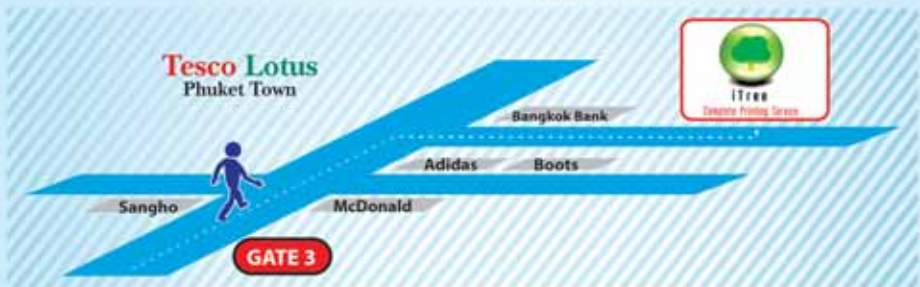 Tesco Lotus
Phuket Town
iTree
Complete Printing Service
Bangkok Bank
Adidas
Boots
Sangho
McDonald
GATE 3